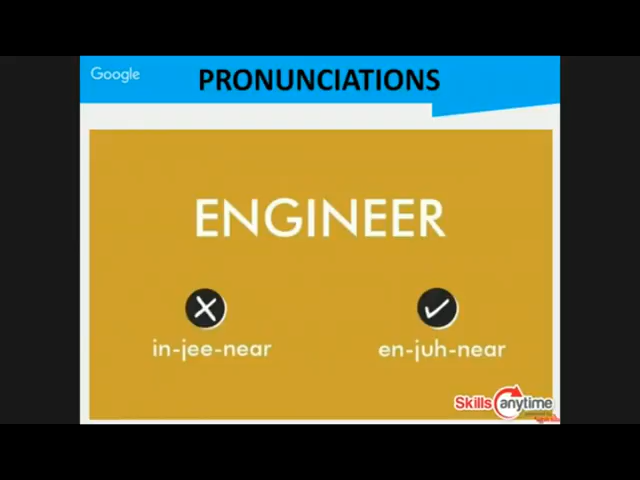 Google
PRONUNCIATIONS
ENGINEER
in-jee-near
en-juh-near
Skills anytime